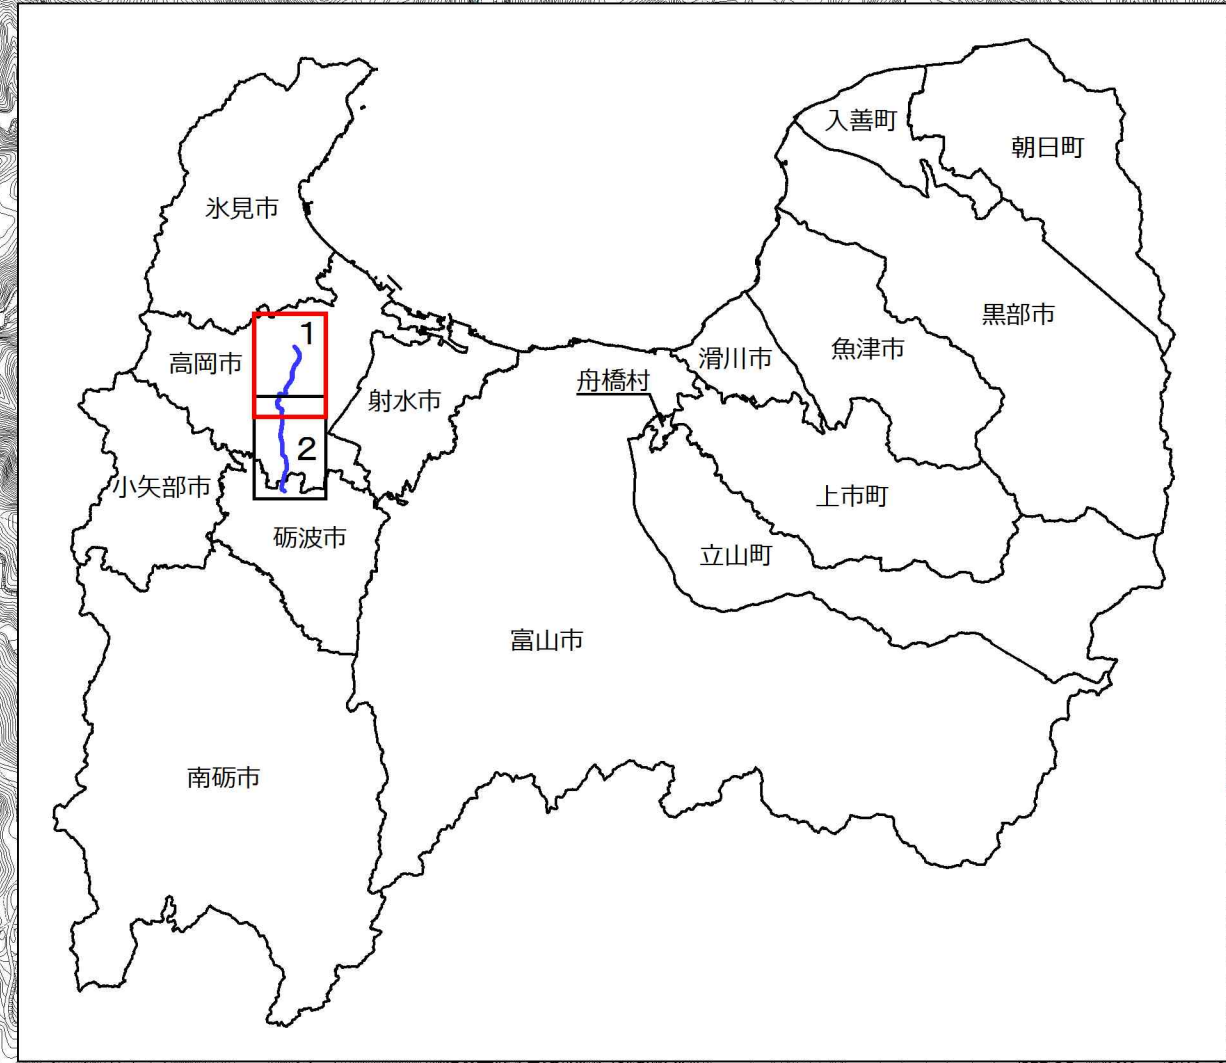 入善町
朝日町
氷見市
黒部市
1
魚津市
滑川市
高岡市
舟橋村
射水市
2
小矢部市
上市町
砺波市
立山町
富山市
南砺市